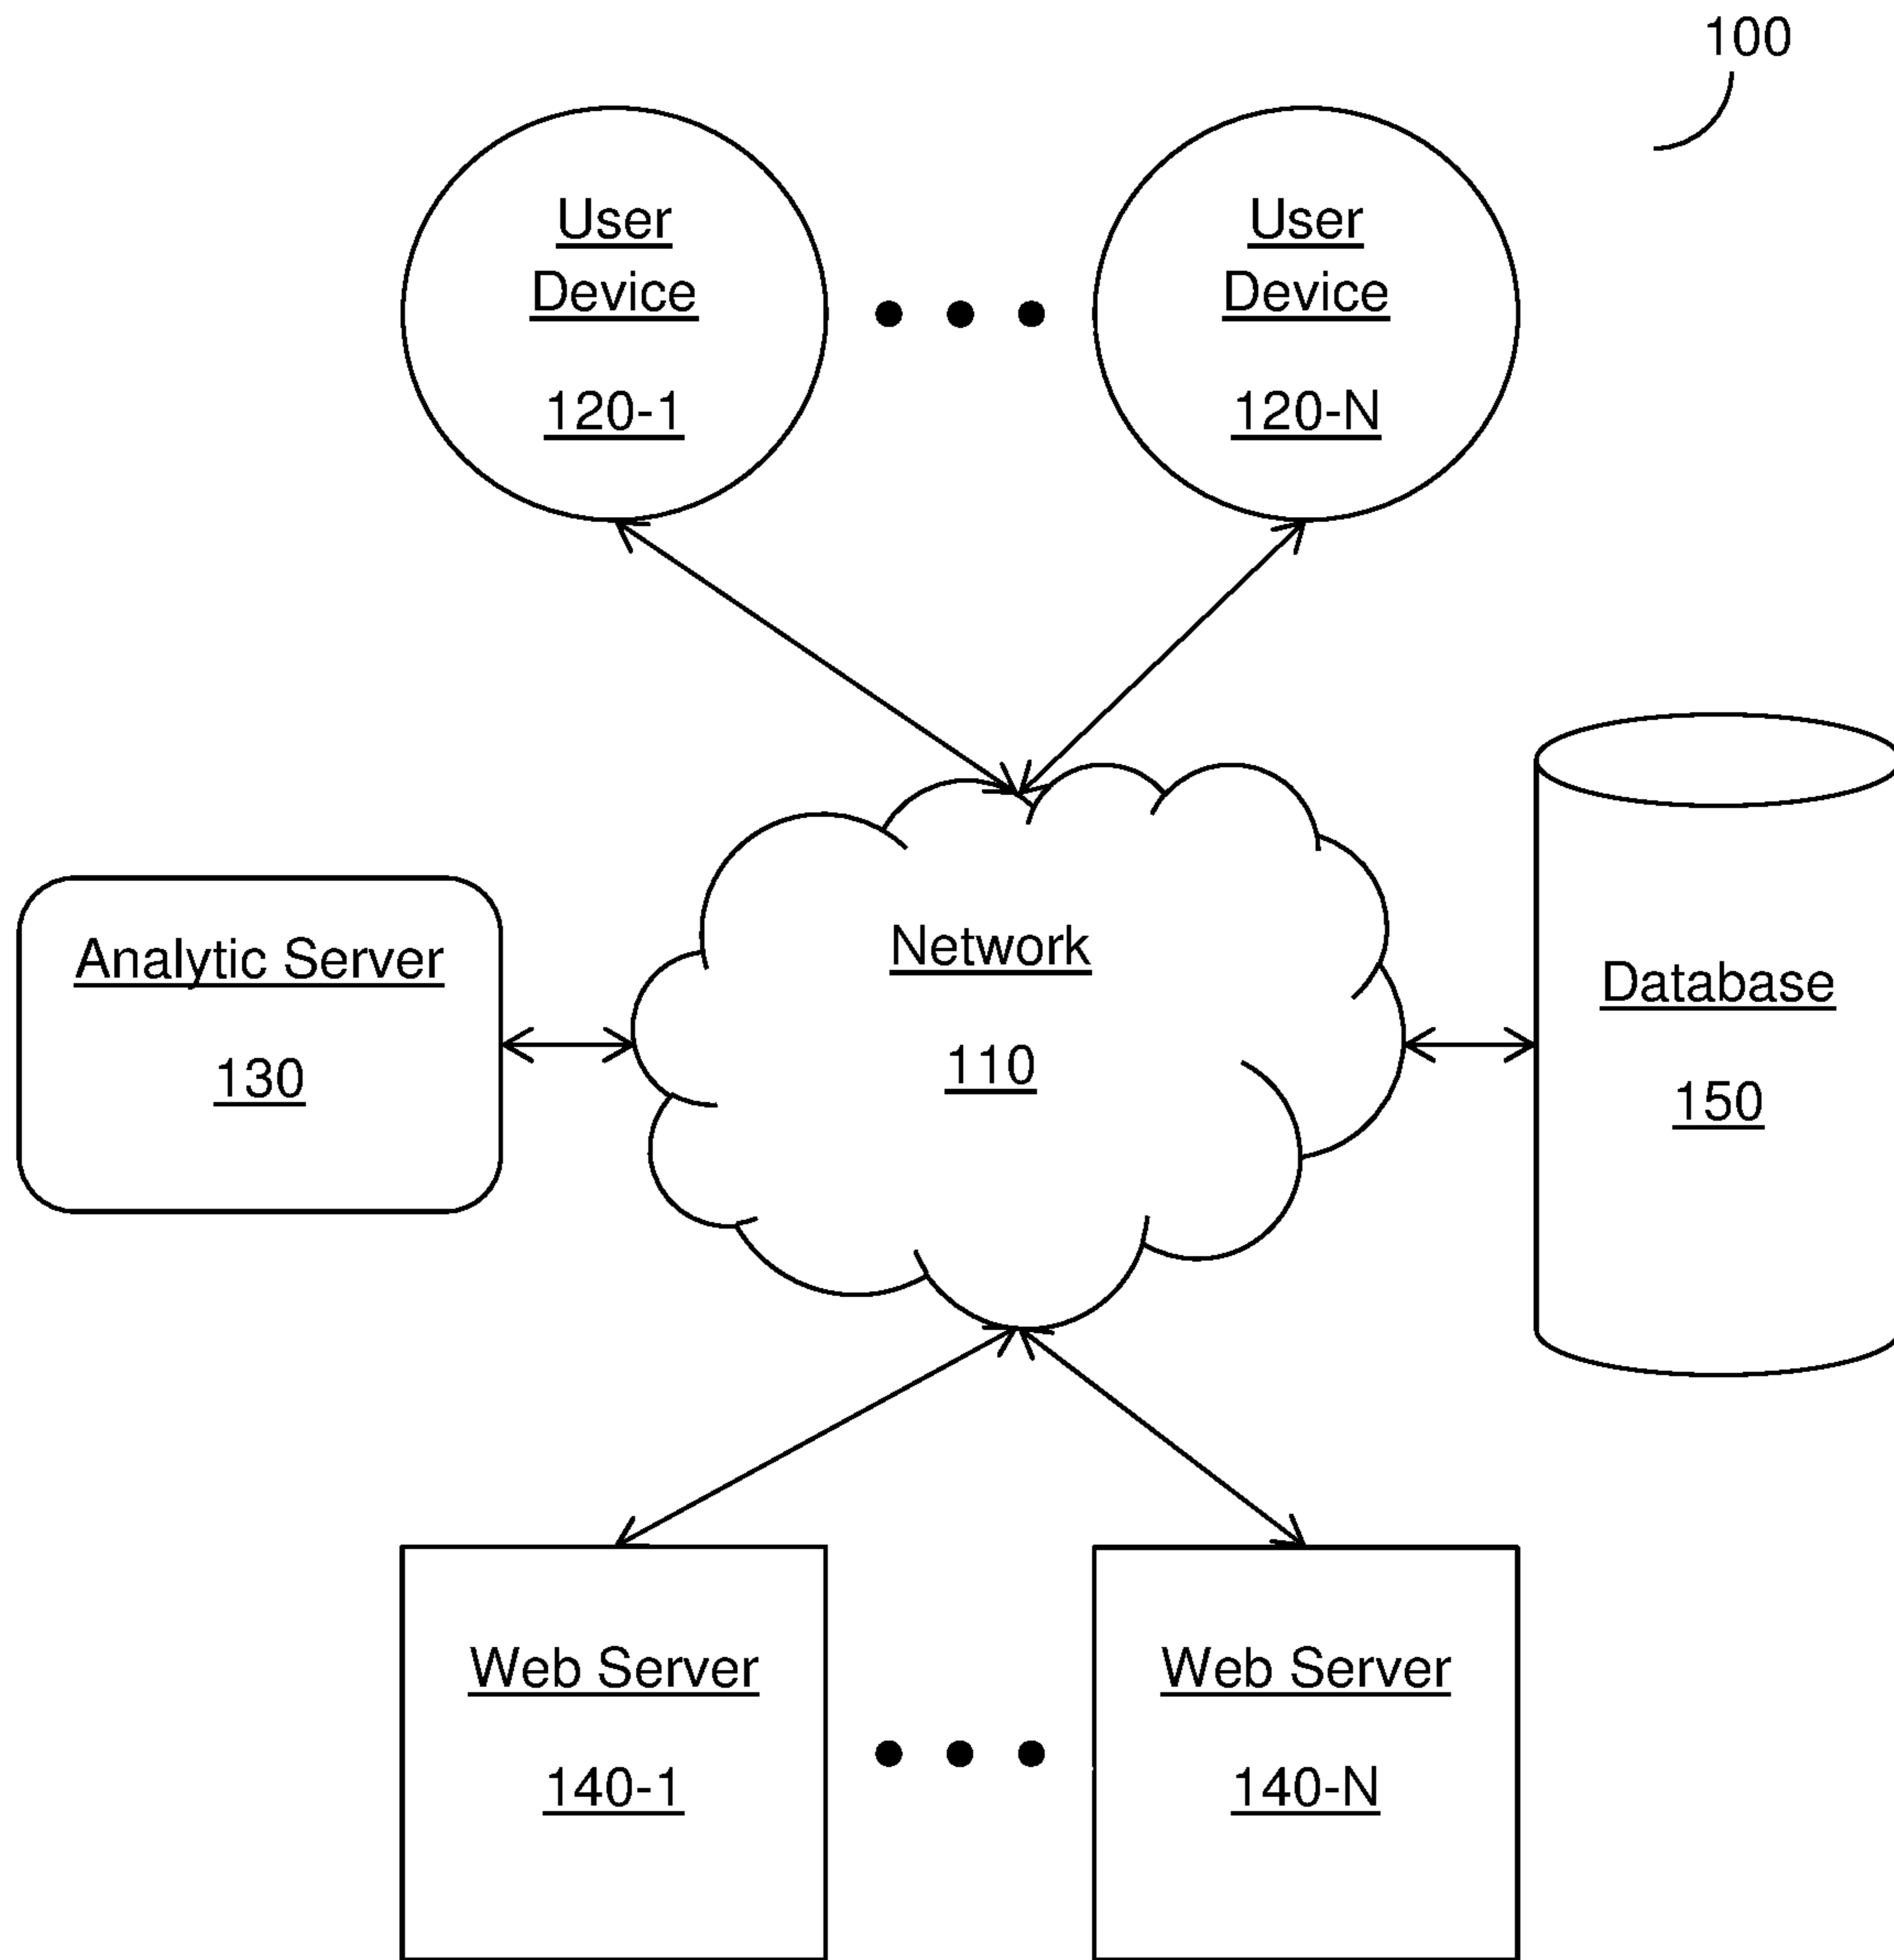 100
User
Device
120-1
User
Device
120-N
Network
110
Analytic Server
130
Database
150
Web Server
140-1
Web Server
140-N